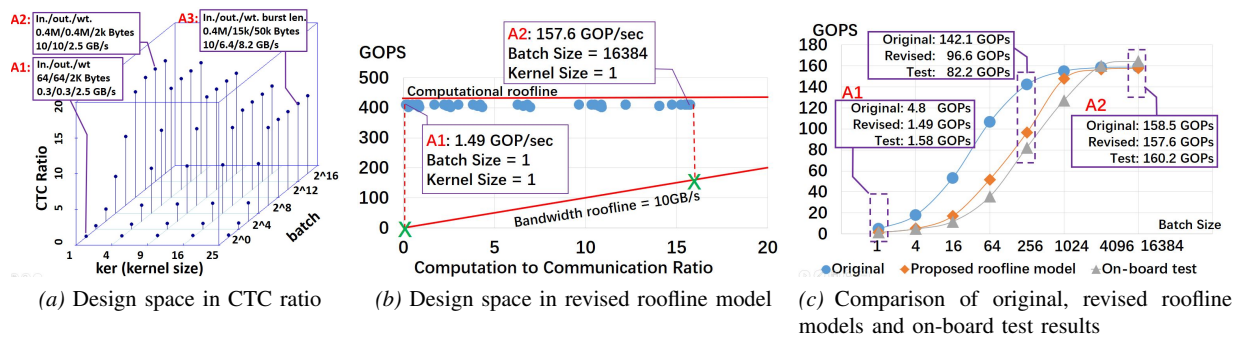 A2:
In./out./wt.
0.4M/0.4M/2k Bytes
10/10/2.5 GB/s
A3:
In./out./wt. burst len.
0.4M/15k/50k Bytes
10/6.4/8.2 GB/s
A1:
In./out./wt
64/64/2K Bytes
0.3/0.3/2.5 GB/s
CTC Ratio
20
15
10
5
0
1 4 9 16 25
ker (kernel size)
2^0
2^4
2^8
2^12
2^16
batch
(a) Design space in CTC ratio
GOPS
A2: 157.6 GOP/sec
Batch Size = 16384
Kernel Size = 1
500
400
300
200
100
0
Computational roofline
A1: 1.49 GOP/sec
Batch Size = 1
Kernel Size = 1
Bandwidth roofline = 10GB/s
0 5 10 15 20
Computation to Communication Ratio
(b) Design space in revised roofline model
GOPS
180
160
140
120
100
80
60
40
20
0
Original: 142.1 GOPs
Revised: 96.6 GOPs
Test: 82.2 GOPs
A1
Original: 4.8 GOPs
Revised: 1.49 GOPs
Test: 1.58 GOPs
A2
Original: 158.5 GOPs
Revised: 157.6 GOPs
Test: 160.2 GOPs
Batch Size
1 4 16 64 256 1024 4096 16384
Original Proposed roofline model On-board test
(c) Comparison of original, revised roofline
models and on-board test results